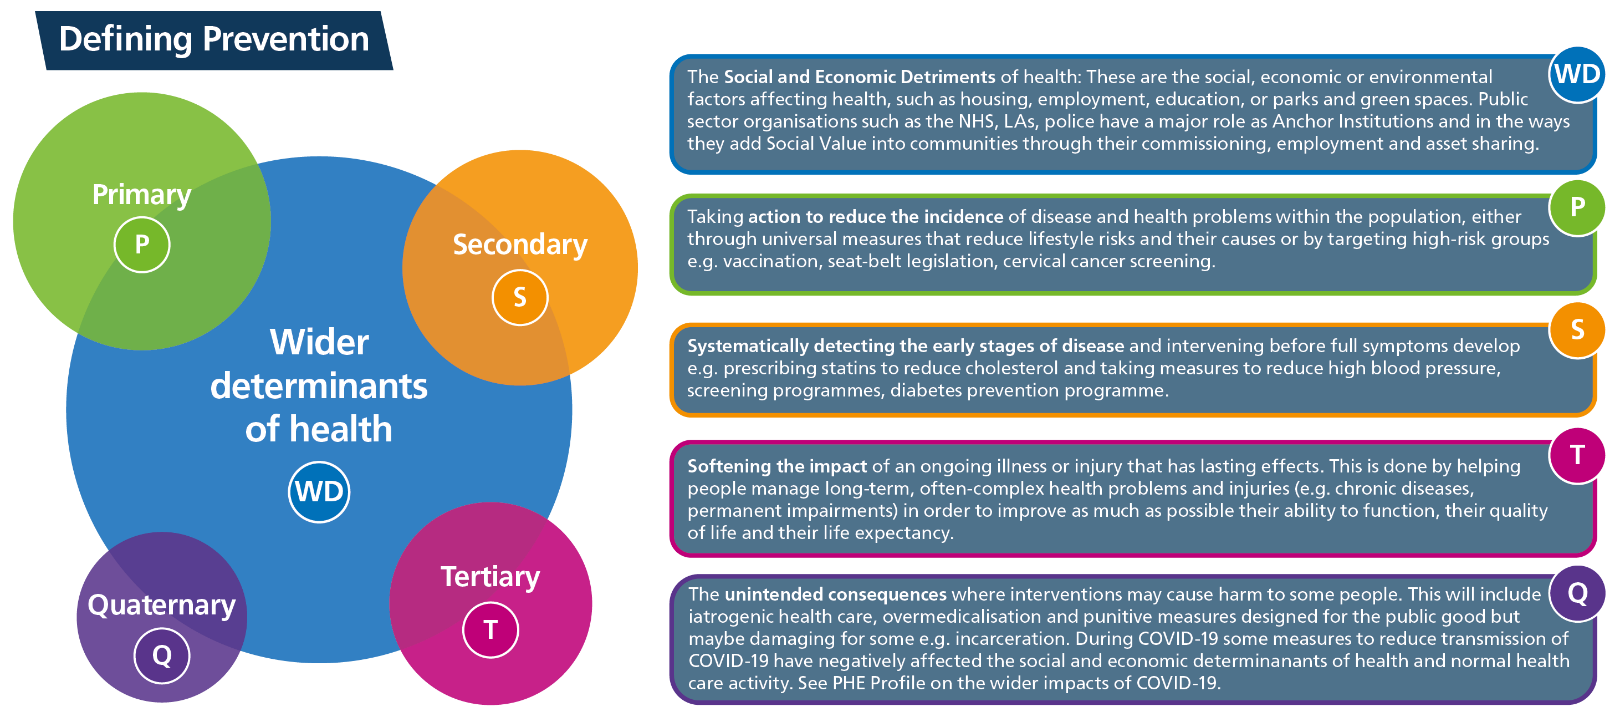 Defining Prevention
Primary
P
Secondary
S
Wider
determinants
of health
WD
Quaternary
Q
Tertiary
T
WD
The Social and Economic Detriments of health: These are the social, economic or environmental
factors affecting health, such as housing, employment, education, or parks and green spaces. Public
sector organisations such as the NHS, LAs, police have a major role as Anchor Institutions and in the ways
they add Social Value into communities through their commissioning, employment and asset sharing.
P
Taking action to reduce the incidence of disease and health problems within the population, either
through universal measures that reduce lifestyle risks and their causes or by targeting high-risk groups
e.g. vaccination, seat-belt legislation, cervical cancer screening.
S
Systematically detecting the early stages of disease and intervening before full symptoms develop
e.g. prescribing statins to reduce cholesterol and taking measures to reduce high blood pressure,
screening programmes, diabetes prevention programme.
T
Softening the impact of an ongoing illness or injury that has lasting effects. This is done by helping
people manage long-term, often-complex health problems and injuries (e.g. chronic diseases,
permanent impairments) in order to improve as much as possible their ability to function, their quality
of life and their life expectancy.
Q
The unintended consequences where interventions may cause harm to some people. This will include
iatrogenic health care, overmedicalisation and punitive measures designed for the public good but
maybe damaging for some e.g. incarceration. During COVID-19 some measures to reduce transmission of
COVID-19 have negatively affected the social and economic determinanants of health and normal health
care activity. See PHE Profile on the wider impacts of COVID-19.